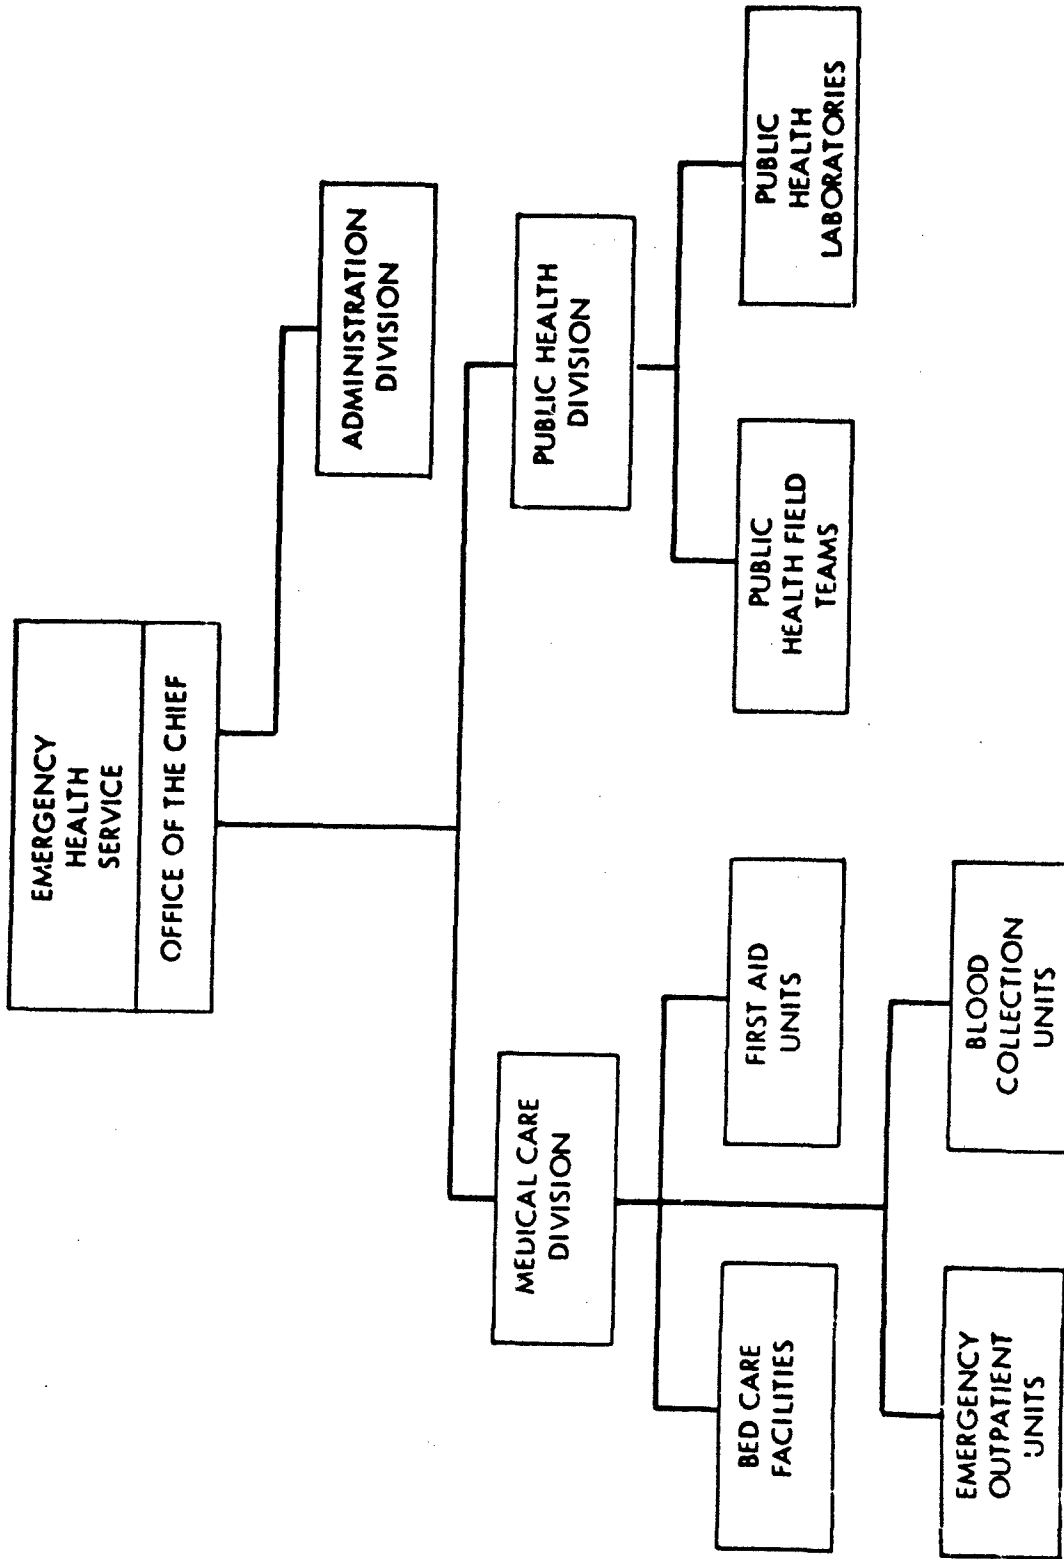 EMERGENCY
HEALTH
SERVICE
OFFICE OF THE CHIEF
ADMINISTRATION
DIVISION
MEDICAL CARE
DIVISION
PUBLIC HEALTH
DIVISION
BED CARE
FACILITIES
FIRST AID
UNITS
PUBLIC
HEALTH FIELD
TEAMS
PUBLIC
HEALTH
LABORATORIES
EMERGENCY
OUTPATIENT
UNITS
BLOOD
COLLECTION
UNITS